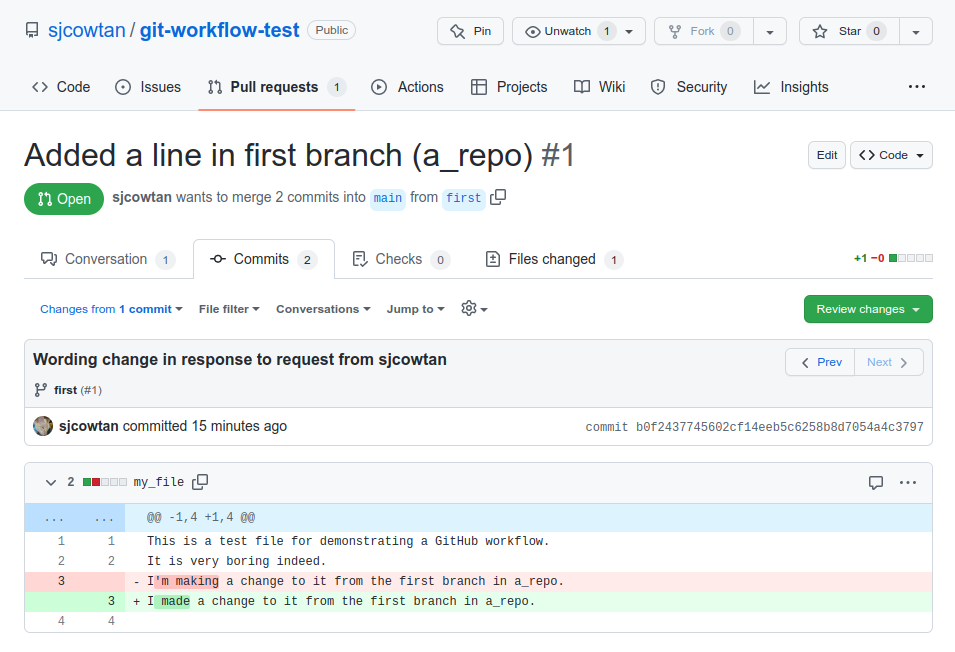 sjcowtan / git-workflow-test Public Pin Unwatch 1 Fork 0 Star 0
Code Issues Pull requests 1 Actions Projects Wiki Security Insights ...
Added a line in first branch (a_repo) #1 Edit Code
Open sjcowtan wants to merge 2 commits into main from first
Conversation 1 Commits 2 Checks 0 Files changed 1 +1 −0
Changes from 1 commit File filter Conversations Jump to Review changes
Wording change in response to request from sjcowtan Prev Next
first (#1)
sjcowtan committed 15 minutes ago commit b0f2437745602cf14eeb5c6258b8d7054a4c3797
2 my_file ...
... ... @@ -1,4 +1,4 @@
1 1 This is a test file for demonstrating a GitHub workflow.
2 2 It is very boring indeed.
3 - I'm making a change to it from the first branch in a_repo.
3 + I made a change to it from the first branch in a_repo.
4 4